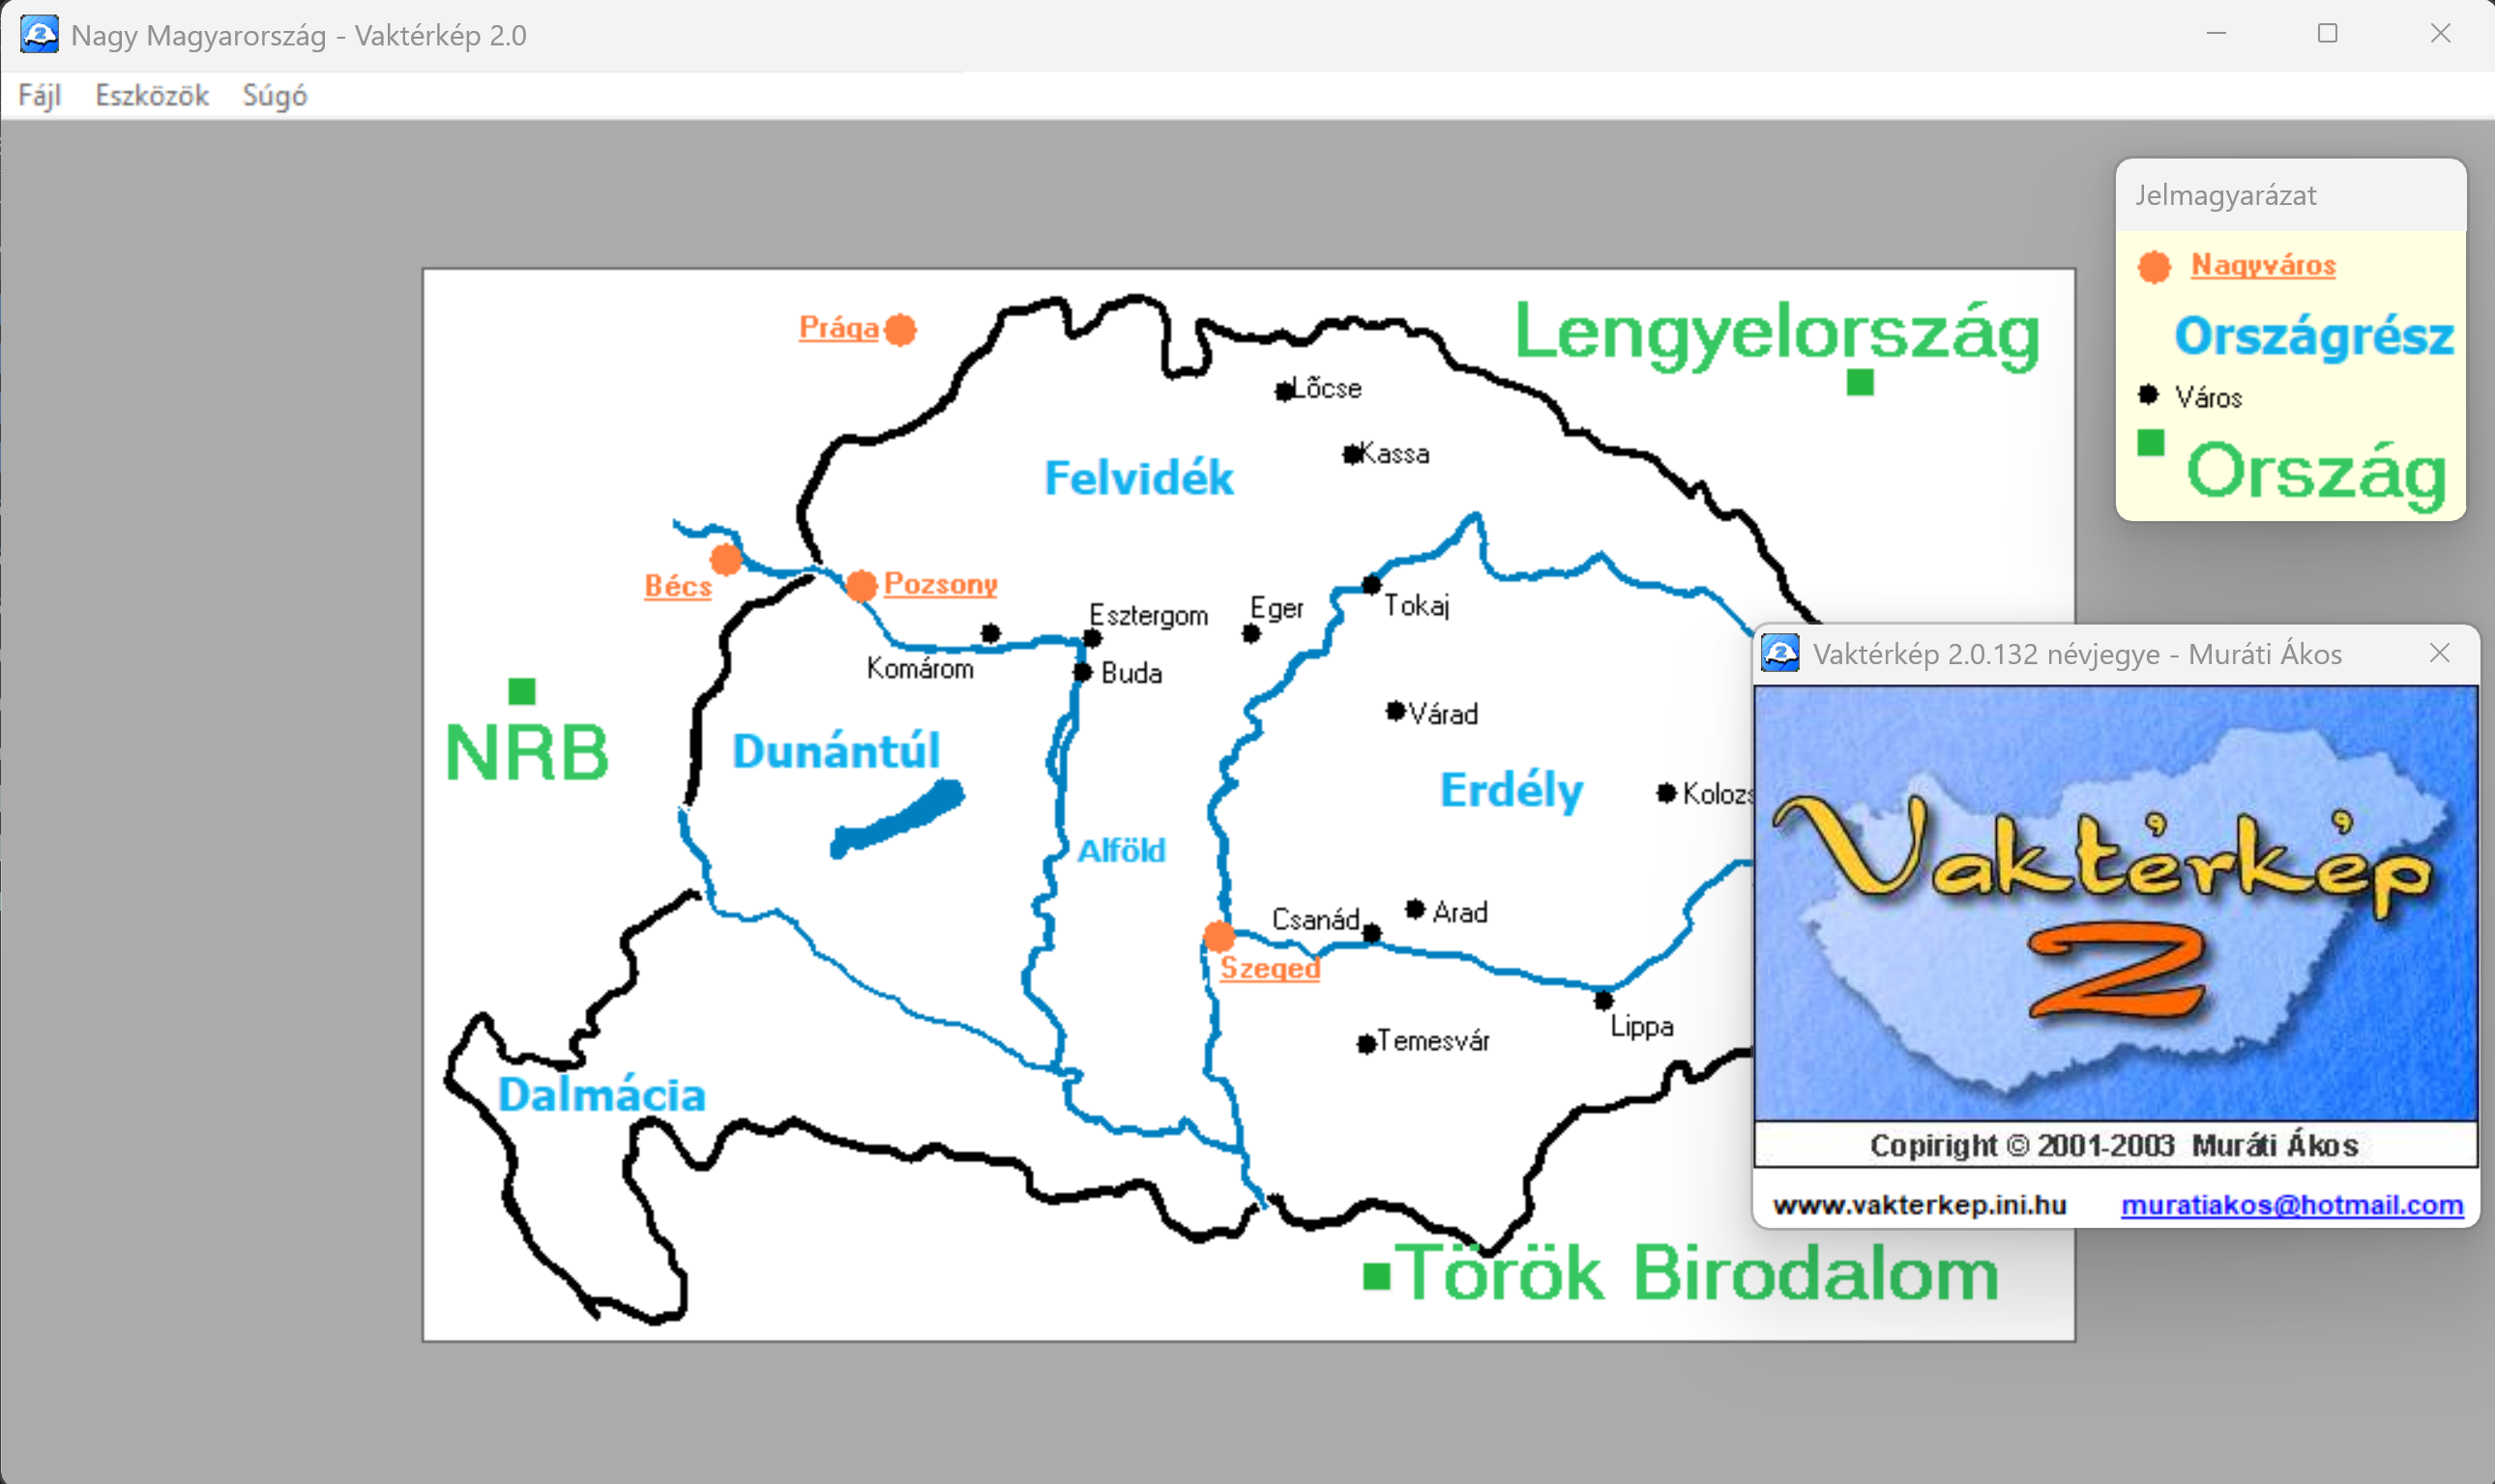 Nagy Magyarország - Vaktérkép 2.0
Fájl Eszközök Súgó
Jelmagyarázat
Nagyváros
Országrész
Város
Ország
Prága
Lengyelország
Lőcse
Kassa
Felvidék
Bécs
Pozsony
Esztergom
Eger
Tokaj
Komárom
Buda
Várad
NRB
Dunántúl
Erdély
Kolozs
Alföld
Csanád
Arad
Szeged
Lippa
Temesvár
Dalmácia
Török Birodalom
Vaktérkép 2.0.132 névjegye - Muráti Ákos
Vaktérkép
2
Copiright © 2001-2003 Muráti Ákos
www.vakterkep.ini.hu muratiakos@hotmail.com